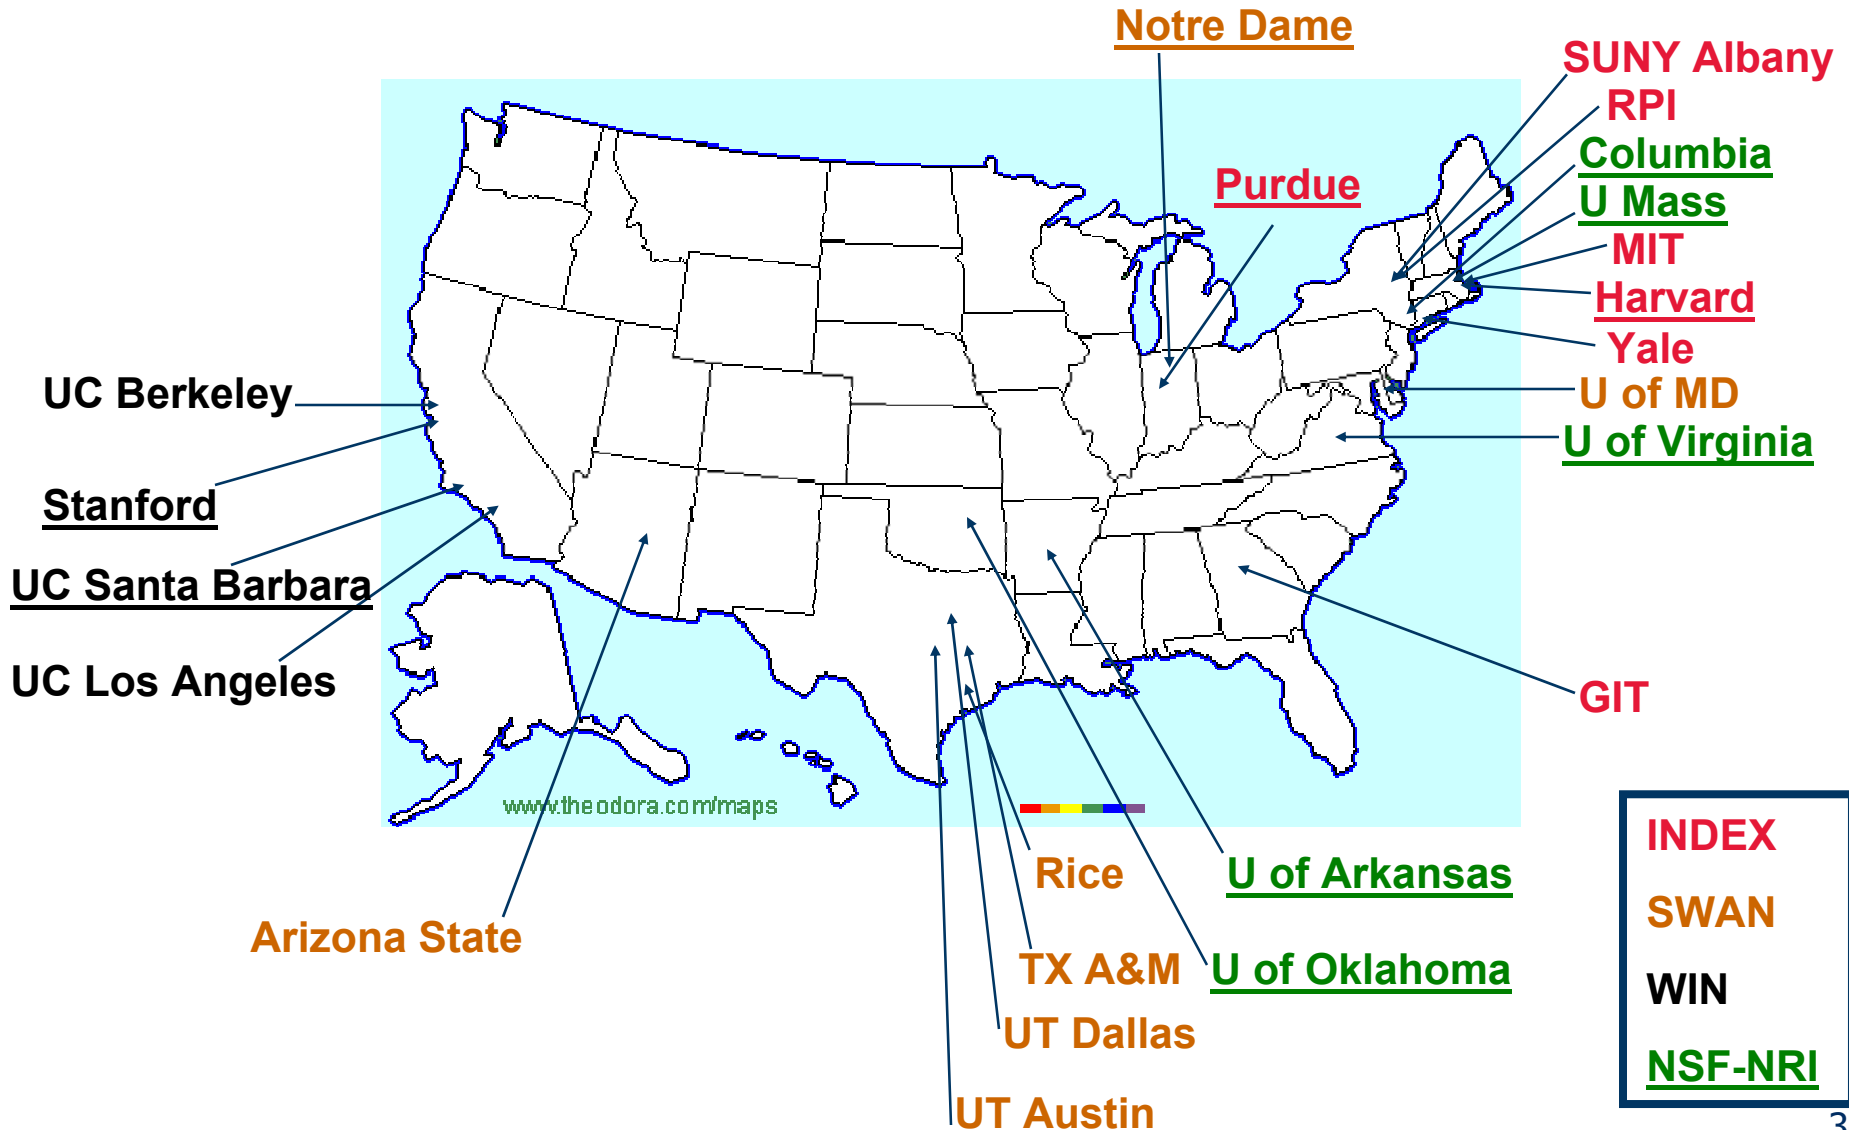 Notre Dame
SUNY Albany
RPI
Columbia
Purdue
U Mass
MIT
Harvard
Yale
UC Berkeley
U of MD
U of Virginia
Stanford
UC Santa Barbara
UC Los Angeles
GIT
www.theodora.com/maps
INDEX
Rice
U of Arkansas
SWAN
Arizona State
TX A&M
U of Oklahoma
WIN
UT Dallas
NSF-NRI
UT Austin
3